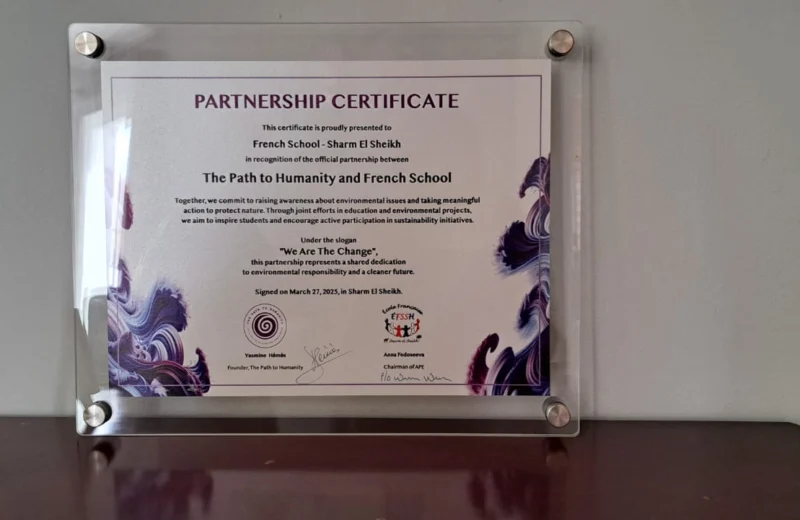 PARTNERSHIP CERTIFICATE
This certificate is proudly presented to
French School - Sharm El Sheikh
in recognition of the official partnership between
The Path to Humanity and French School
Together, we commit to raising awareness about environmental issues and taking meaningful
action to protect nature. Through joint efforts in education and environmental projects,
we aim to inspire students and encourage active participation in sustainability initiatives.
Under the slogan
"We Are The Change",
this partnership represents a shared dedication
to environmental responsibility and a cleaner future.
Signed on March 27, 2025, in Sharm El Sheikh.
EFSSH
Yasmine
Anna Fedoseeva
Founder, The Path to Humanity
Chairman of APE